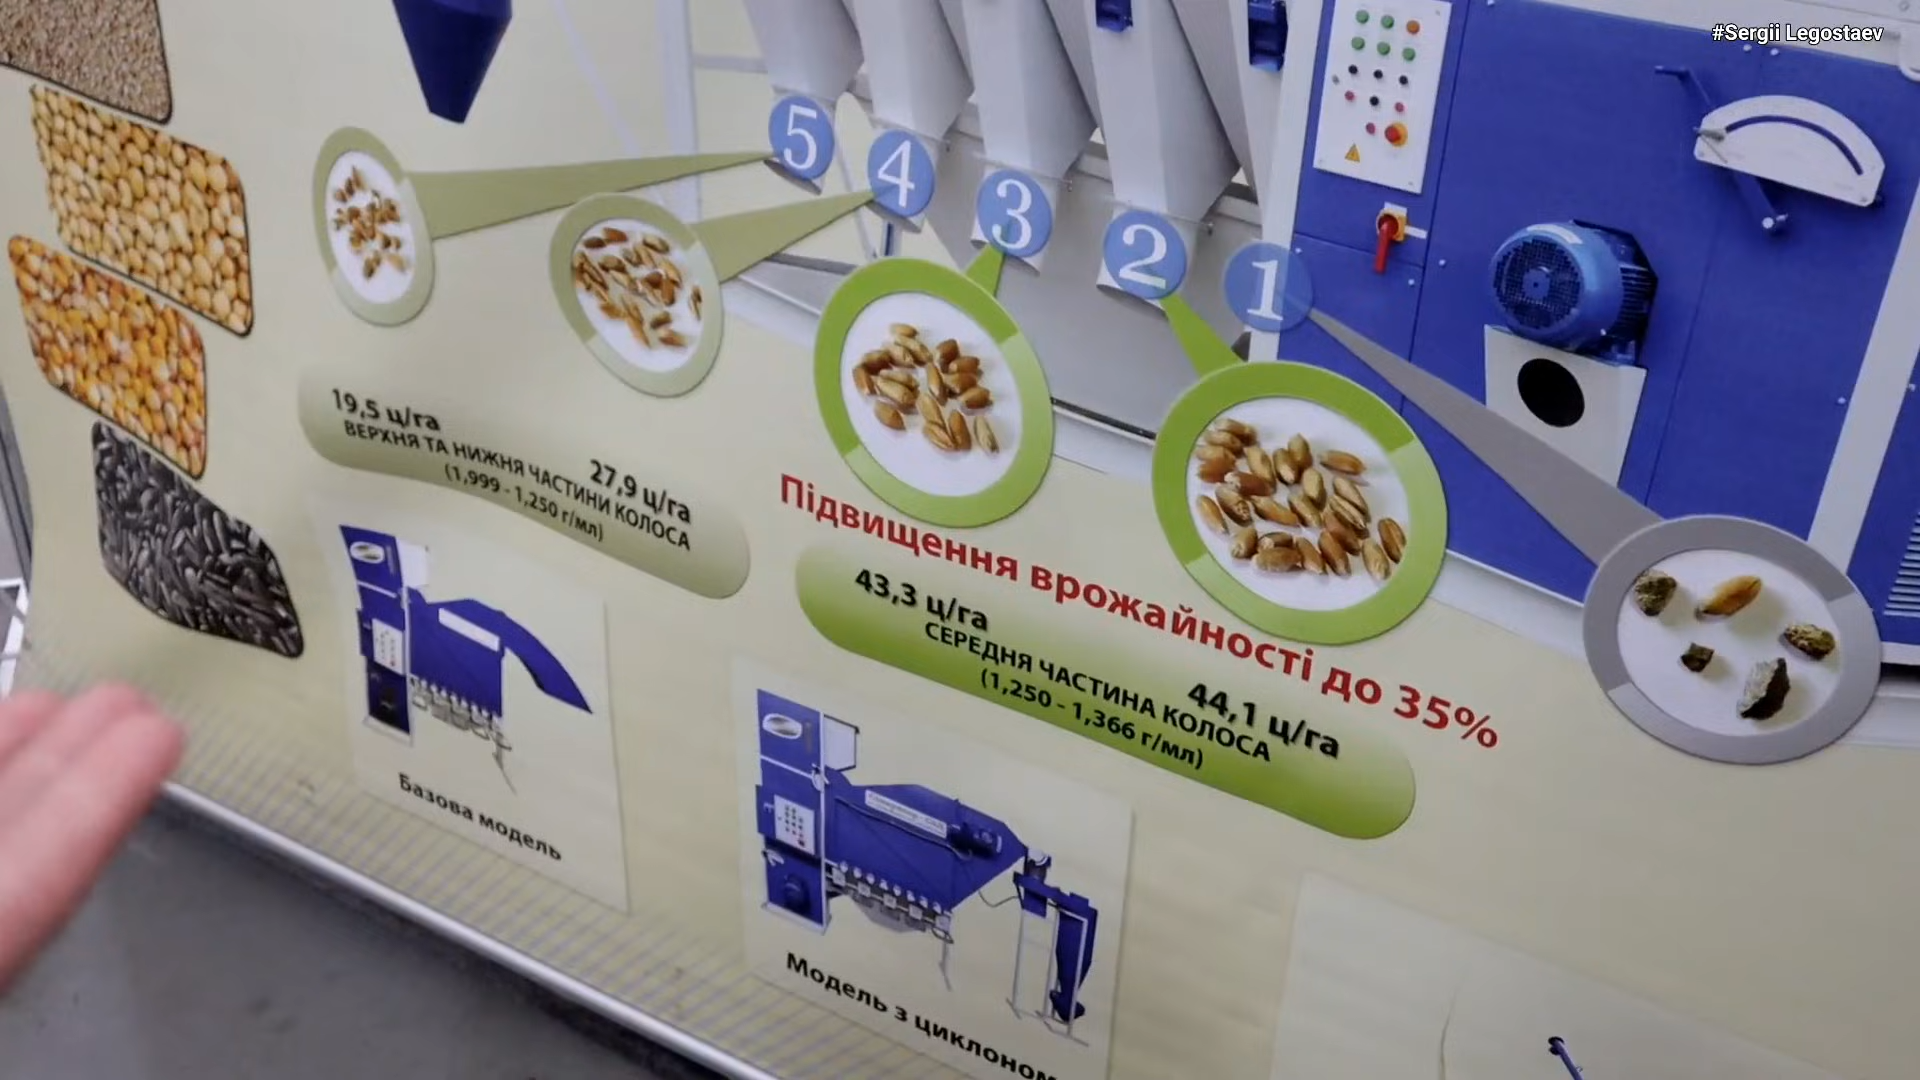 #Sergii Legostaev
5
4
3
2
1
19,5 ц/га
27,9 ц/га
ВЕРХНЯ ТА НИЖНЯ ЧАСТИНИ КОЛОСА
(1,999 - 1,250 г/мл)
Підвищення врожайності до 35%
43,3 ц/га
44,1 ц/га
СЕРЕДНЯ ЧАСТИНА КОЛОСА
(1,250 - 1,366 г/мл)
Базова модель
Модель з циклоном